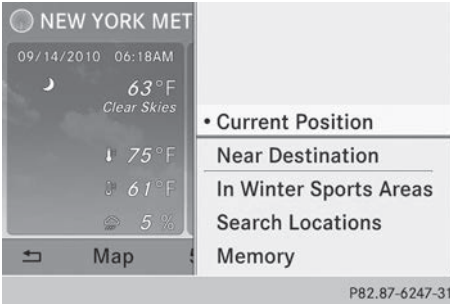 NEW YORK MET
09/14/2010 06:18AM
63°F
Clear Skies
75°F
61°F
5 %
Map
• Current Position
Near Destination
In Winter Sports Areas
Search Locations
Memory
P82.87-6247-31